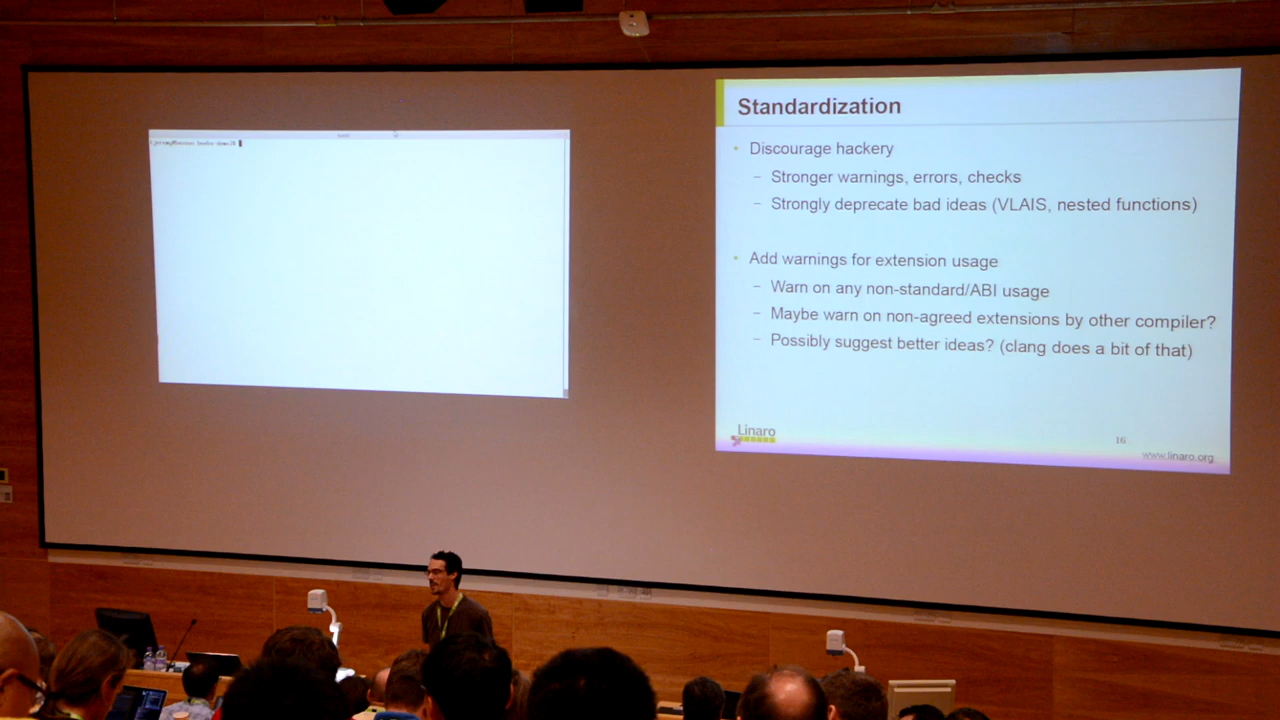 Standardization
• Discourage hackery
– Stronger warnings, errors, checks
– Strongly deprecate bad ideas (VLAIS, nested functions)
• Add warnings for extension usage
– Warn on any non-standard/ABI usage
– Maybe warn on non-agreed extensions by other compiler?
– Possibly suggest better ideas? (clang does a bit of that)
Linaro
16
www.linaro.org